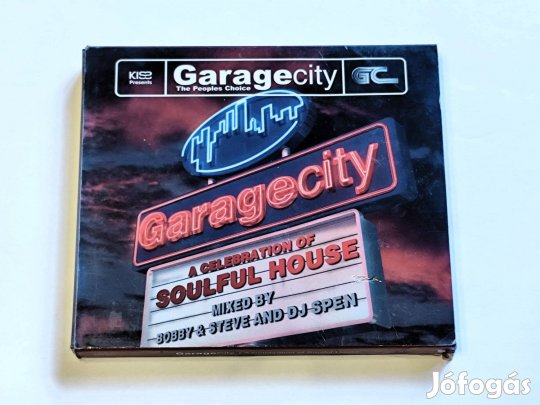 KISS
Presents
Garagecity
The Peoples Choice
GC
Garagecity
A CELEBRATION OF
SOULFUL HOUSE
MIXED BY
BOBBY & STEVE AND DJ SPEN
Garagecity
Jófogás